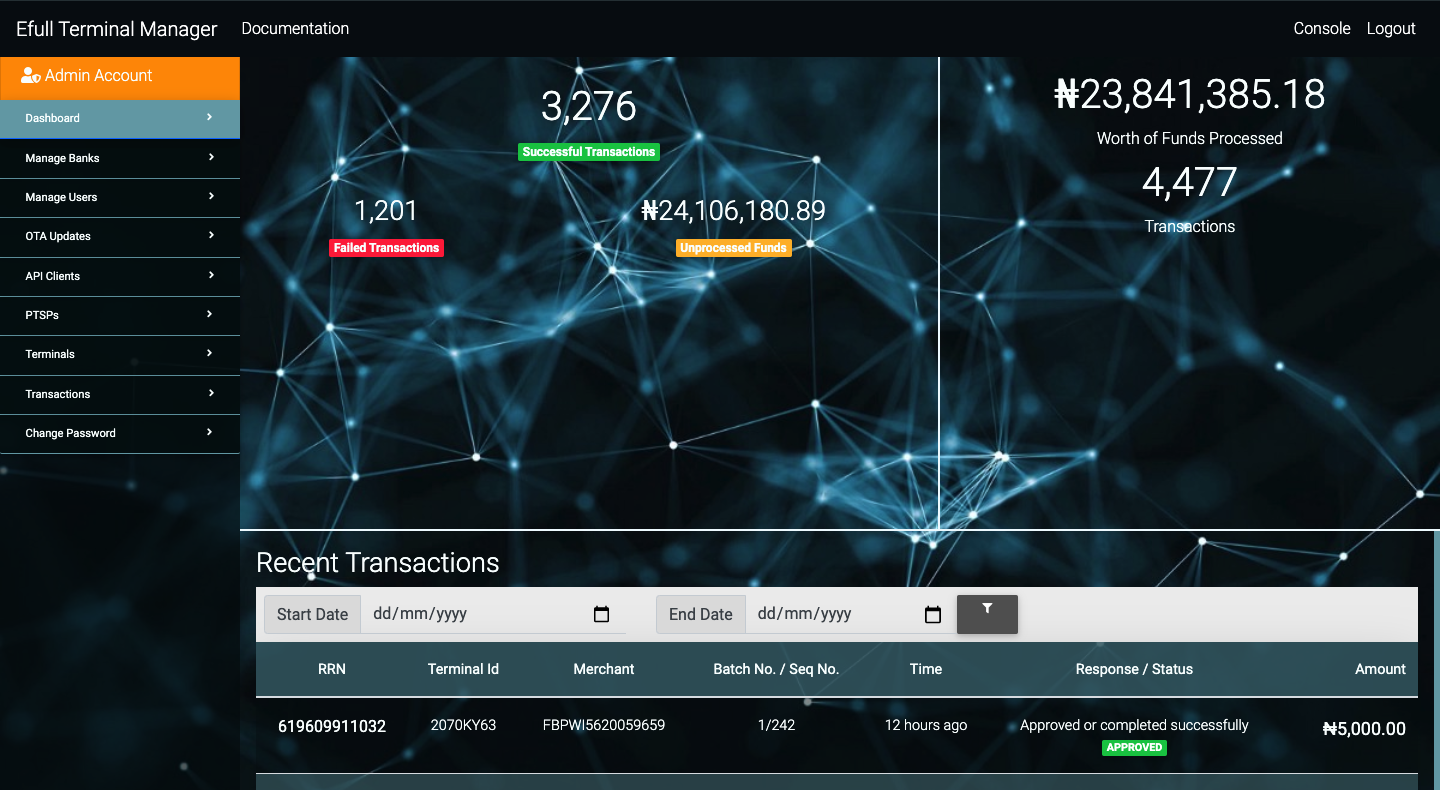 Efull Terminal Manager
Documentation
Console
Logout
Admin Account
Dashboard
Manage Banks
Manage Users
OTA Updates
API Clients
PTSPs
Terminals
Transactions
Change Password
3,276
Successful Transactions
1,201
Failed Transactions
₦24,106,180.89
Unprocessed Funds
₦23,841,385.18
Worth of Funds Processed
4,477
Transactions
Recent Transactions
Start Date dd/mm/yyyy End Date dd/mm/yyyy
RRN Terminal Id Merchant Batch No. / Seq No. Time Response / Status Amount
619609911032 2070KY63 FBPWI5620059659 1/242 12 hours ago Approved or completed successfully ₦5,000.00
APPROVED